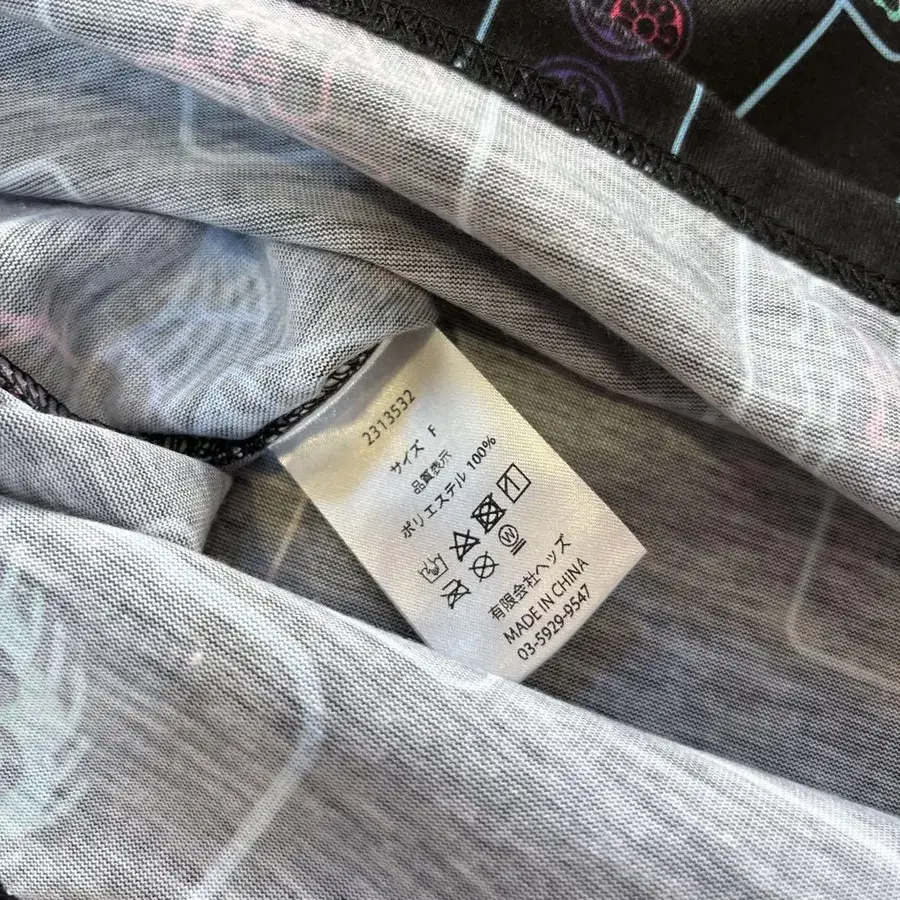 2313532
サイズ F
品質表示
ポリエステル 100%
W
有限会社ヘッズ
MADE IN CHINA
03-5929-9547